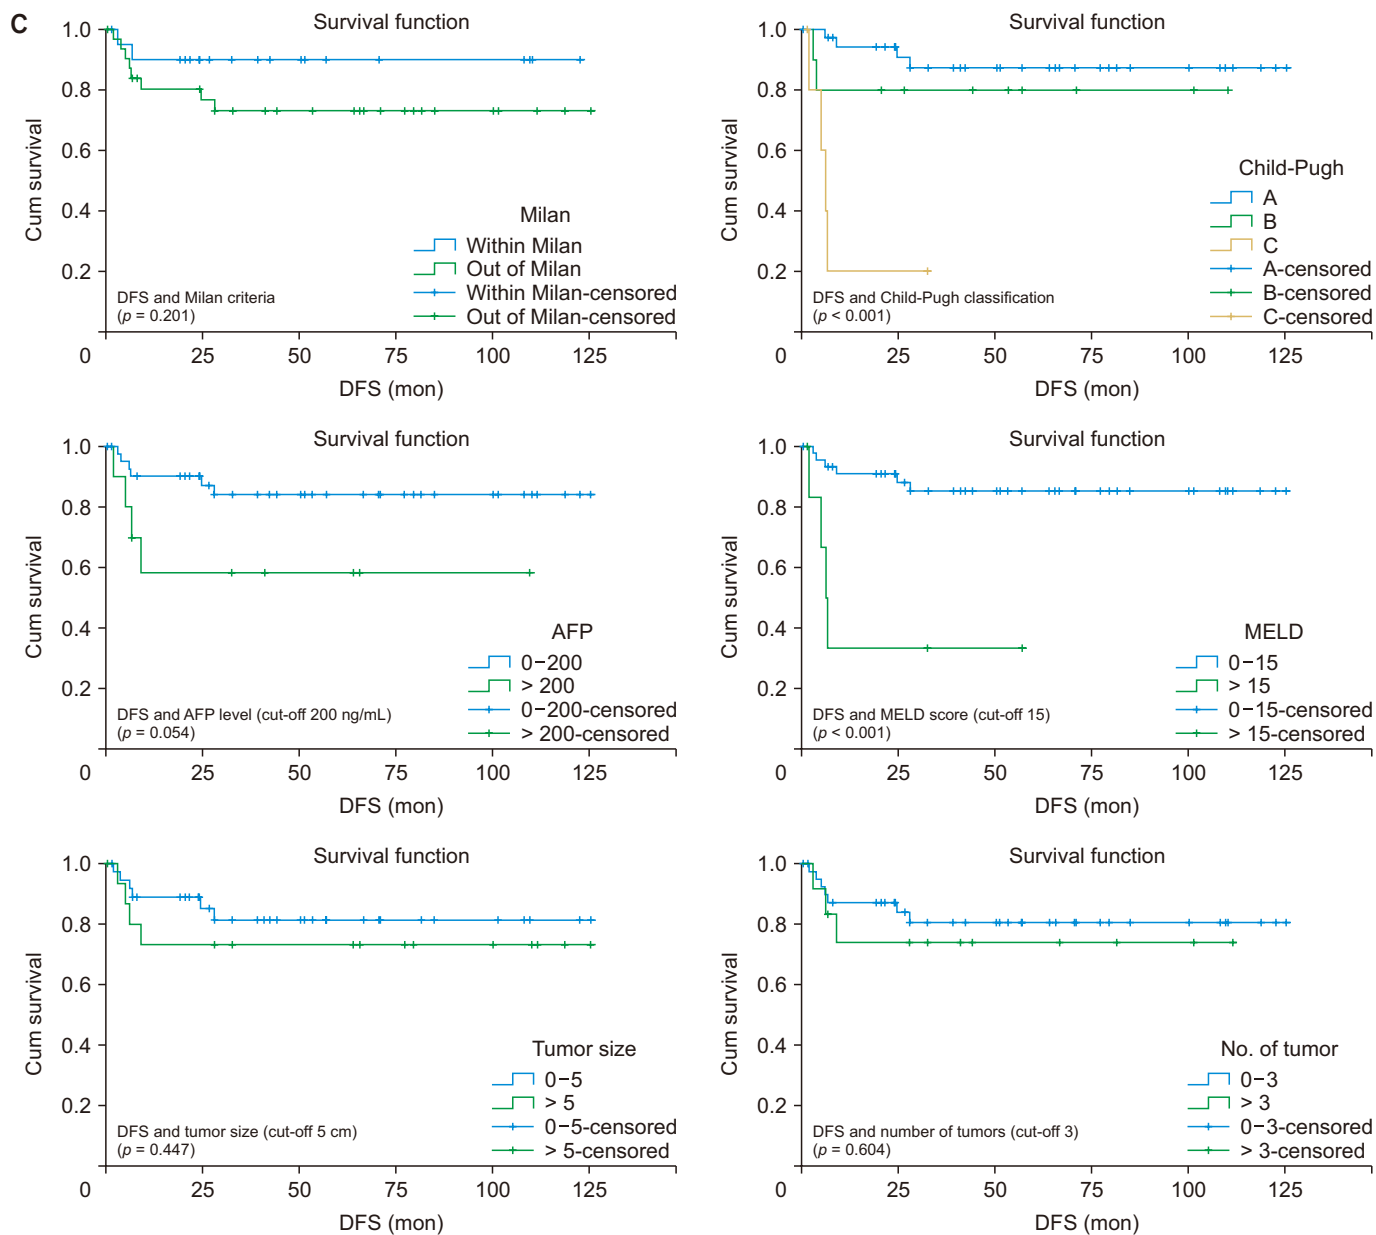 C
Survival function
1.0
0.8
0.6
0.4
0.2
0
25
50
75
100
125
Cum survival
DFS (mon)
Milan
Within Milan
Out of Milan
Within Milan-censored
Out of Milan-censored
DFS and Milan criteria
(p = 0.201)
Survival function
1.0
0.8
0.6
0.4
0.2
0
25
50
75
100
125
Cum survival
DFS (mon)
Child-Pugh
A
B
C
A-censored
B-censored
C-censored
DFS and Child-Pugh classification
(p < 0.001)
Survival function
1.0
0.8
0.6
0.4
0.2
0
25
50
75
100
125
Cum survival
DFS (mon)
AFP
0−200
> 200
0−200-censored
> 200-censored
DFS and AFP level (cut-off 200 ng/mL)
(p = 0.054)
Survival function
1.0
0.8
0.6
0.4
0.2
0
25
50
75
100
125
Cum survival
DFS (mon)
MELD
0−15
> 15
0−15-censored
> 15-censored
DFS and MELD score (cut-off 15)
(p < 0.001)
Survival function
1.0
0.8
0.6
0.4
0.2
0
25
50
75
100
125
Cum survival
DFS (mon)
Tumor size
0−5
> 5
0−5-censored
> 5-censored
DFS and tumor size (cut-off 5 cm)
(p = 0.447)
Survival function
1.0
0.8
0.6
0.4
0.2
0
25
50
75
100
125
Cum survival
DFS (mon)
No. of tumor
0−3
> 3
0−3-censored
> 3-censored
DFS and number of tumors (cut-off 3)
(p = 0.604)